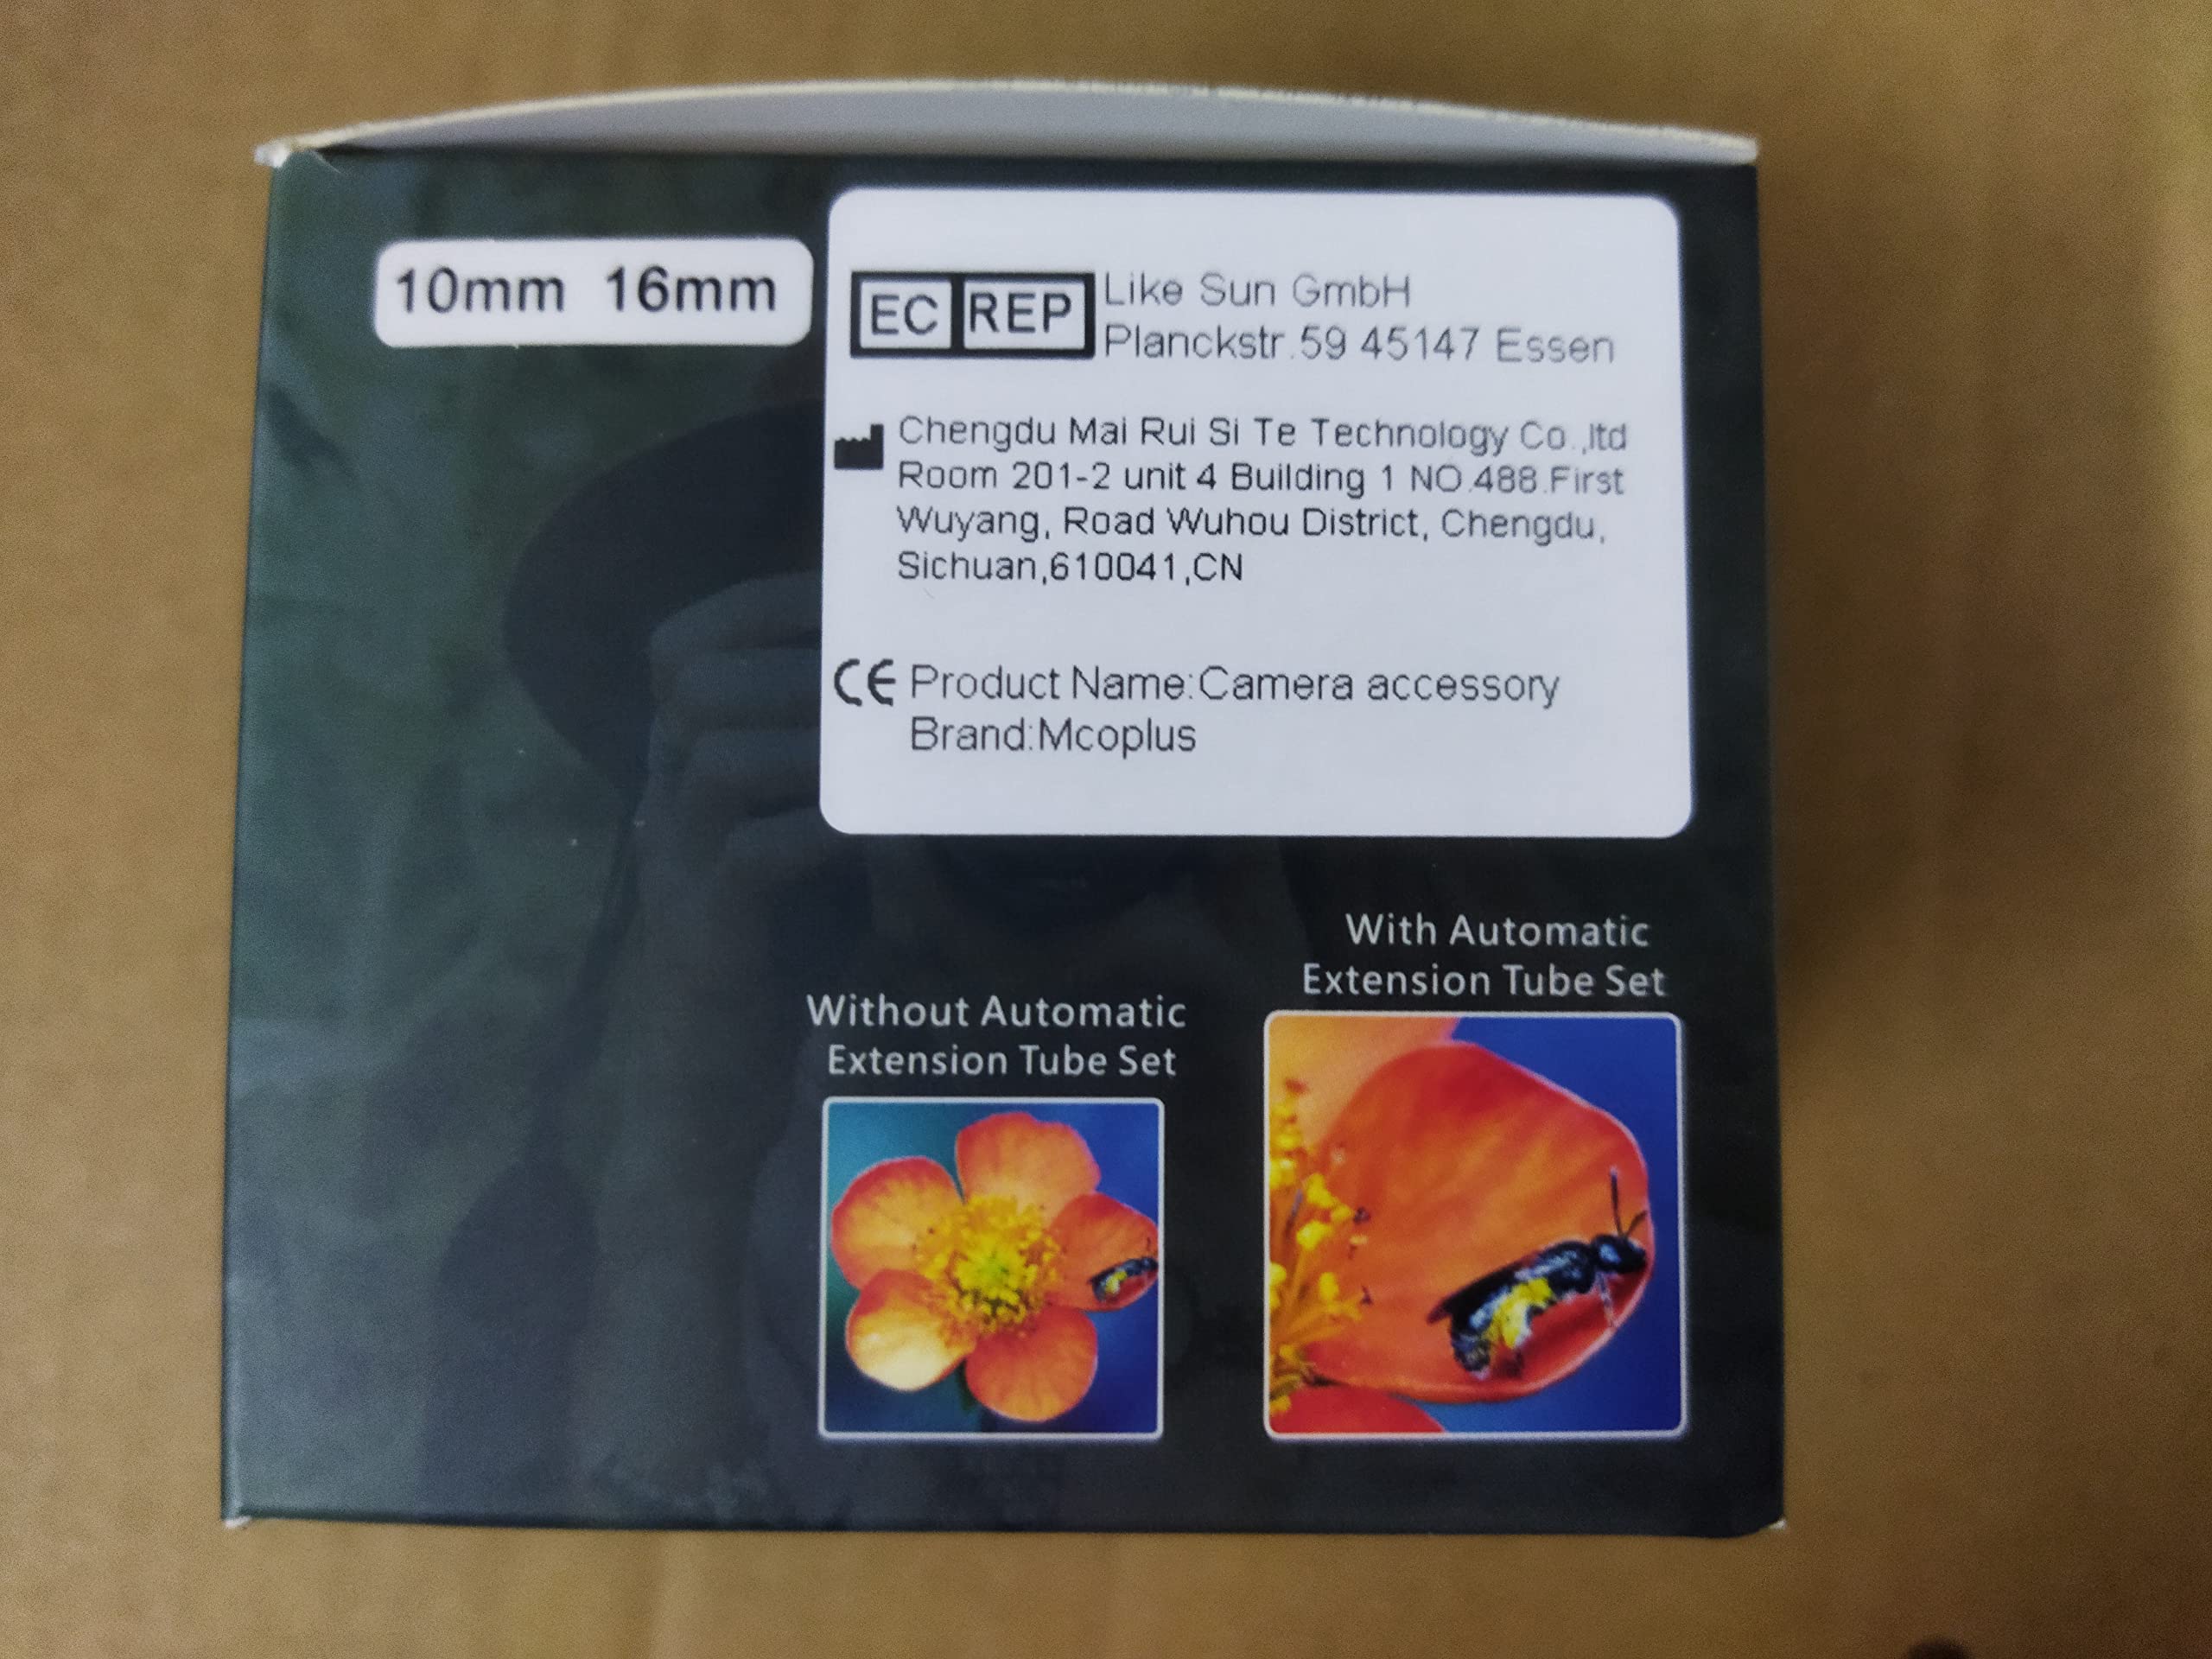 10mm 16mm
EC REP
Like Sun GmbH
Planckstr.59 45147 Essen
Chengdu Mai Rui Si Te Technology Co.,ltd
Room 201-2 unit 4 Building 1 NO.488.First
Wuyang, Road Wuhou District, Chengdu,
Sichuan,610041,CN
CE Product Name:Camera accessory
Brand:Mcoplus
Without Automatic
Extension Tube Set
With Automatic
Extension Tube Set